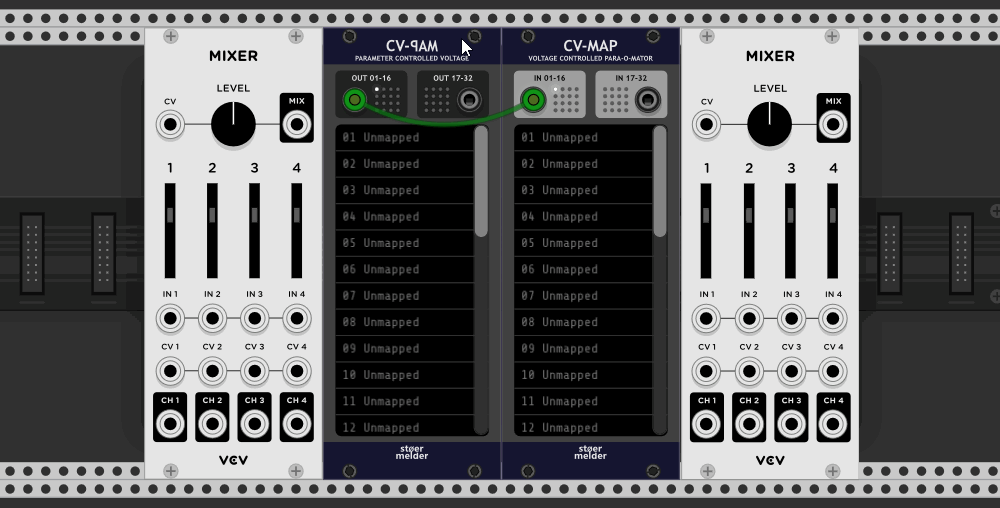 MIXER
LEVEL
CV
MIX
1 2 3 4
IN 1 IN 2 IN 3 IN 4
CV 1 CV 2 CV 3 CV 4
CH 1 CH 2 CH 3 CH 4
VCV
CV-PAM
PARAMETER CONTROLLED VOLTAGE
OUT 01-16 OUT 17-32
01 Unmapped
02 Unmapped
03 Unmapped
04 Unmapped
05 Unmapped
06 Unmapped
07 Unmapped
08 Unmapped
09 Unmapped
10 Unmapped
11 Unmapped
12 Unmapped
støer
melder
CV-MAP
VOLTAGE CONTROLLED PARA-O-MATOR
IN 01-16 IN 17-32
01 Unmapped
02 Unmapped
03 Unmapped
04 Unmapped
05 Unmapped
06 Unmapped
07 Unmapped
08 Unmapped
09 Unmapped
10 Unmapped
11 Unmapped
12 Unmapped
støer
melder
MIXER
LEVEL
CV
MIX
1 2 3 4
IN 1 IN 2 IN 3 IN 4
CV 1 CV 2 CV 3 CV 4
CH 1 CH 2 CH 3 CH 4
VCV